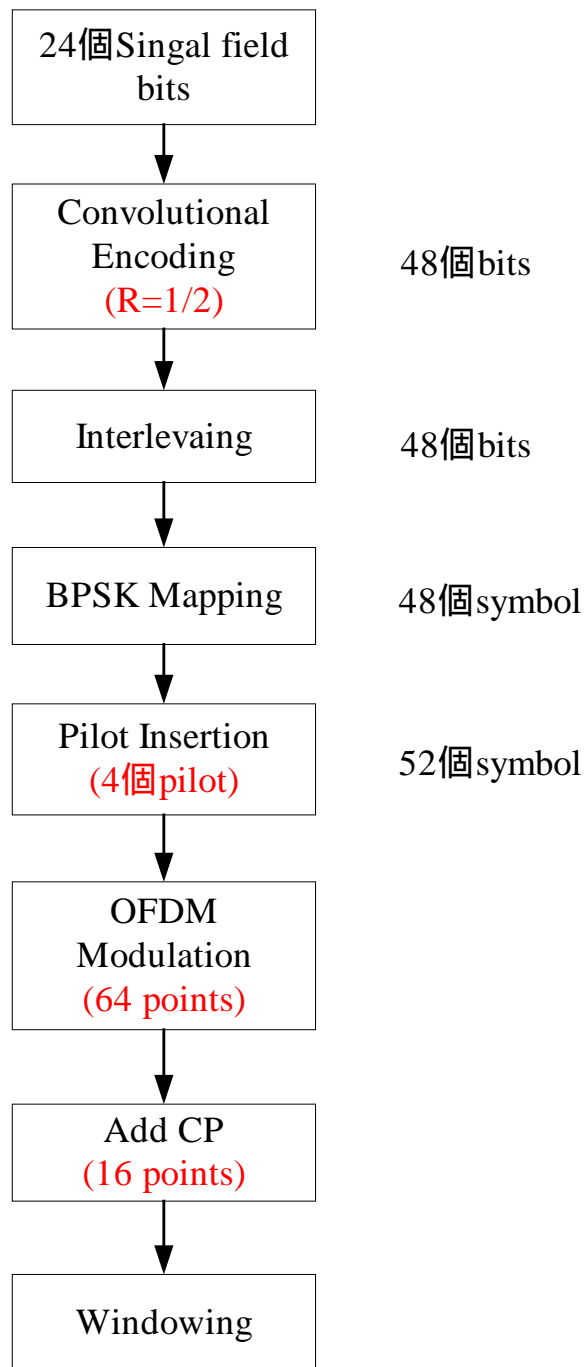 24個Singal field
bits
Convolutional
Encoding
(R=1/2)
48個bits
Interlevaing
48個bits
BPSK Mapping
48個symbol
Pilot Insertion
(4個pilot)
52個symbol
OFDM
Modulation
(64 points)
Add CP
(16 points)
Windowing